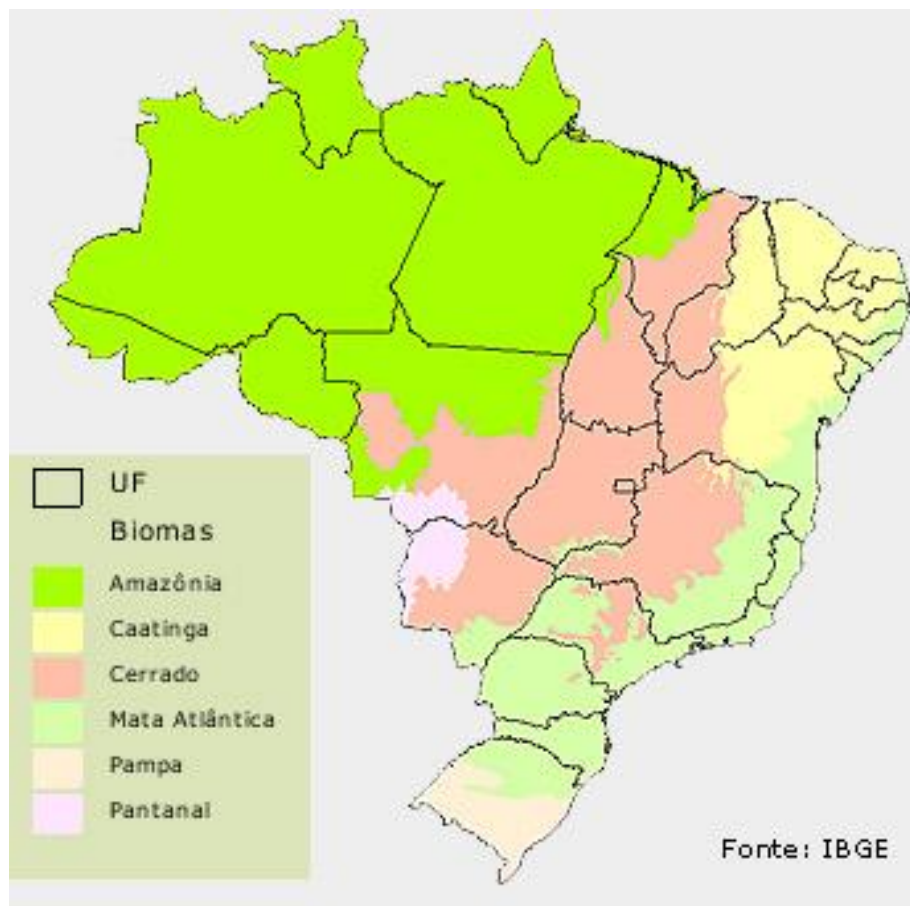 UF
Biomas
Amazônia
Caatinga
Cerrado
Mata Atlântica
Pampa
Pantanal
Fonte: IBGE